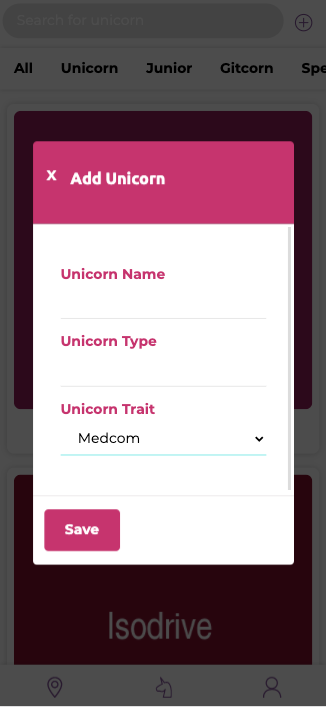 Search for unicorn
All Unicorn Junior Gitcorn Spe
x Add Unicorn
Unicorn Name
Unicorn Type
Unicorn Trait
Medcom
Save
Isodrive